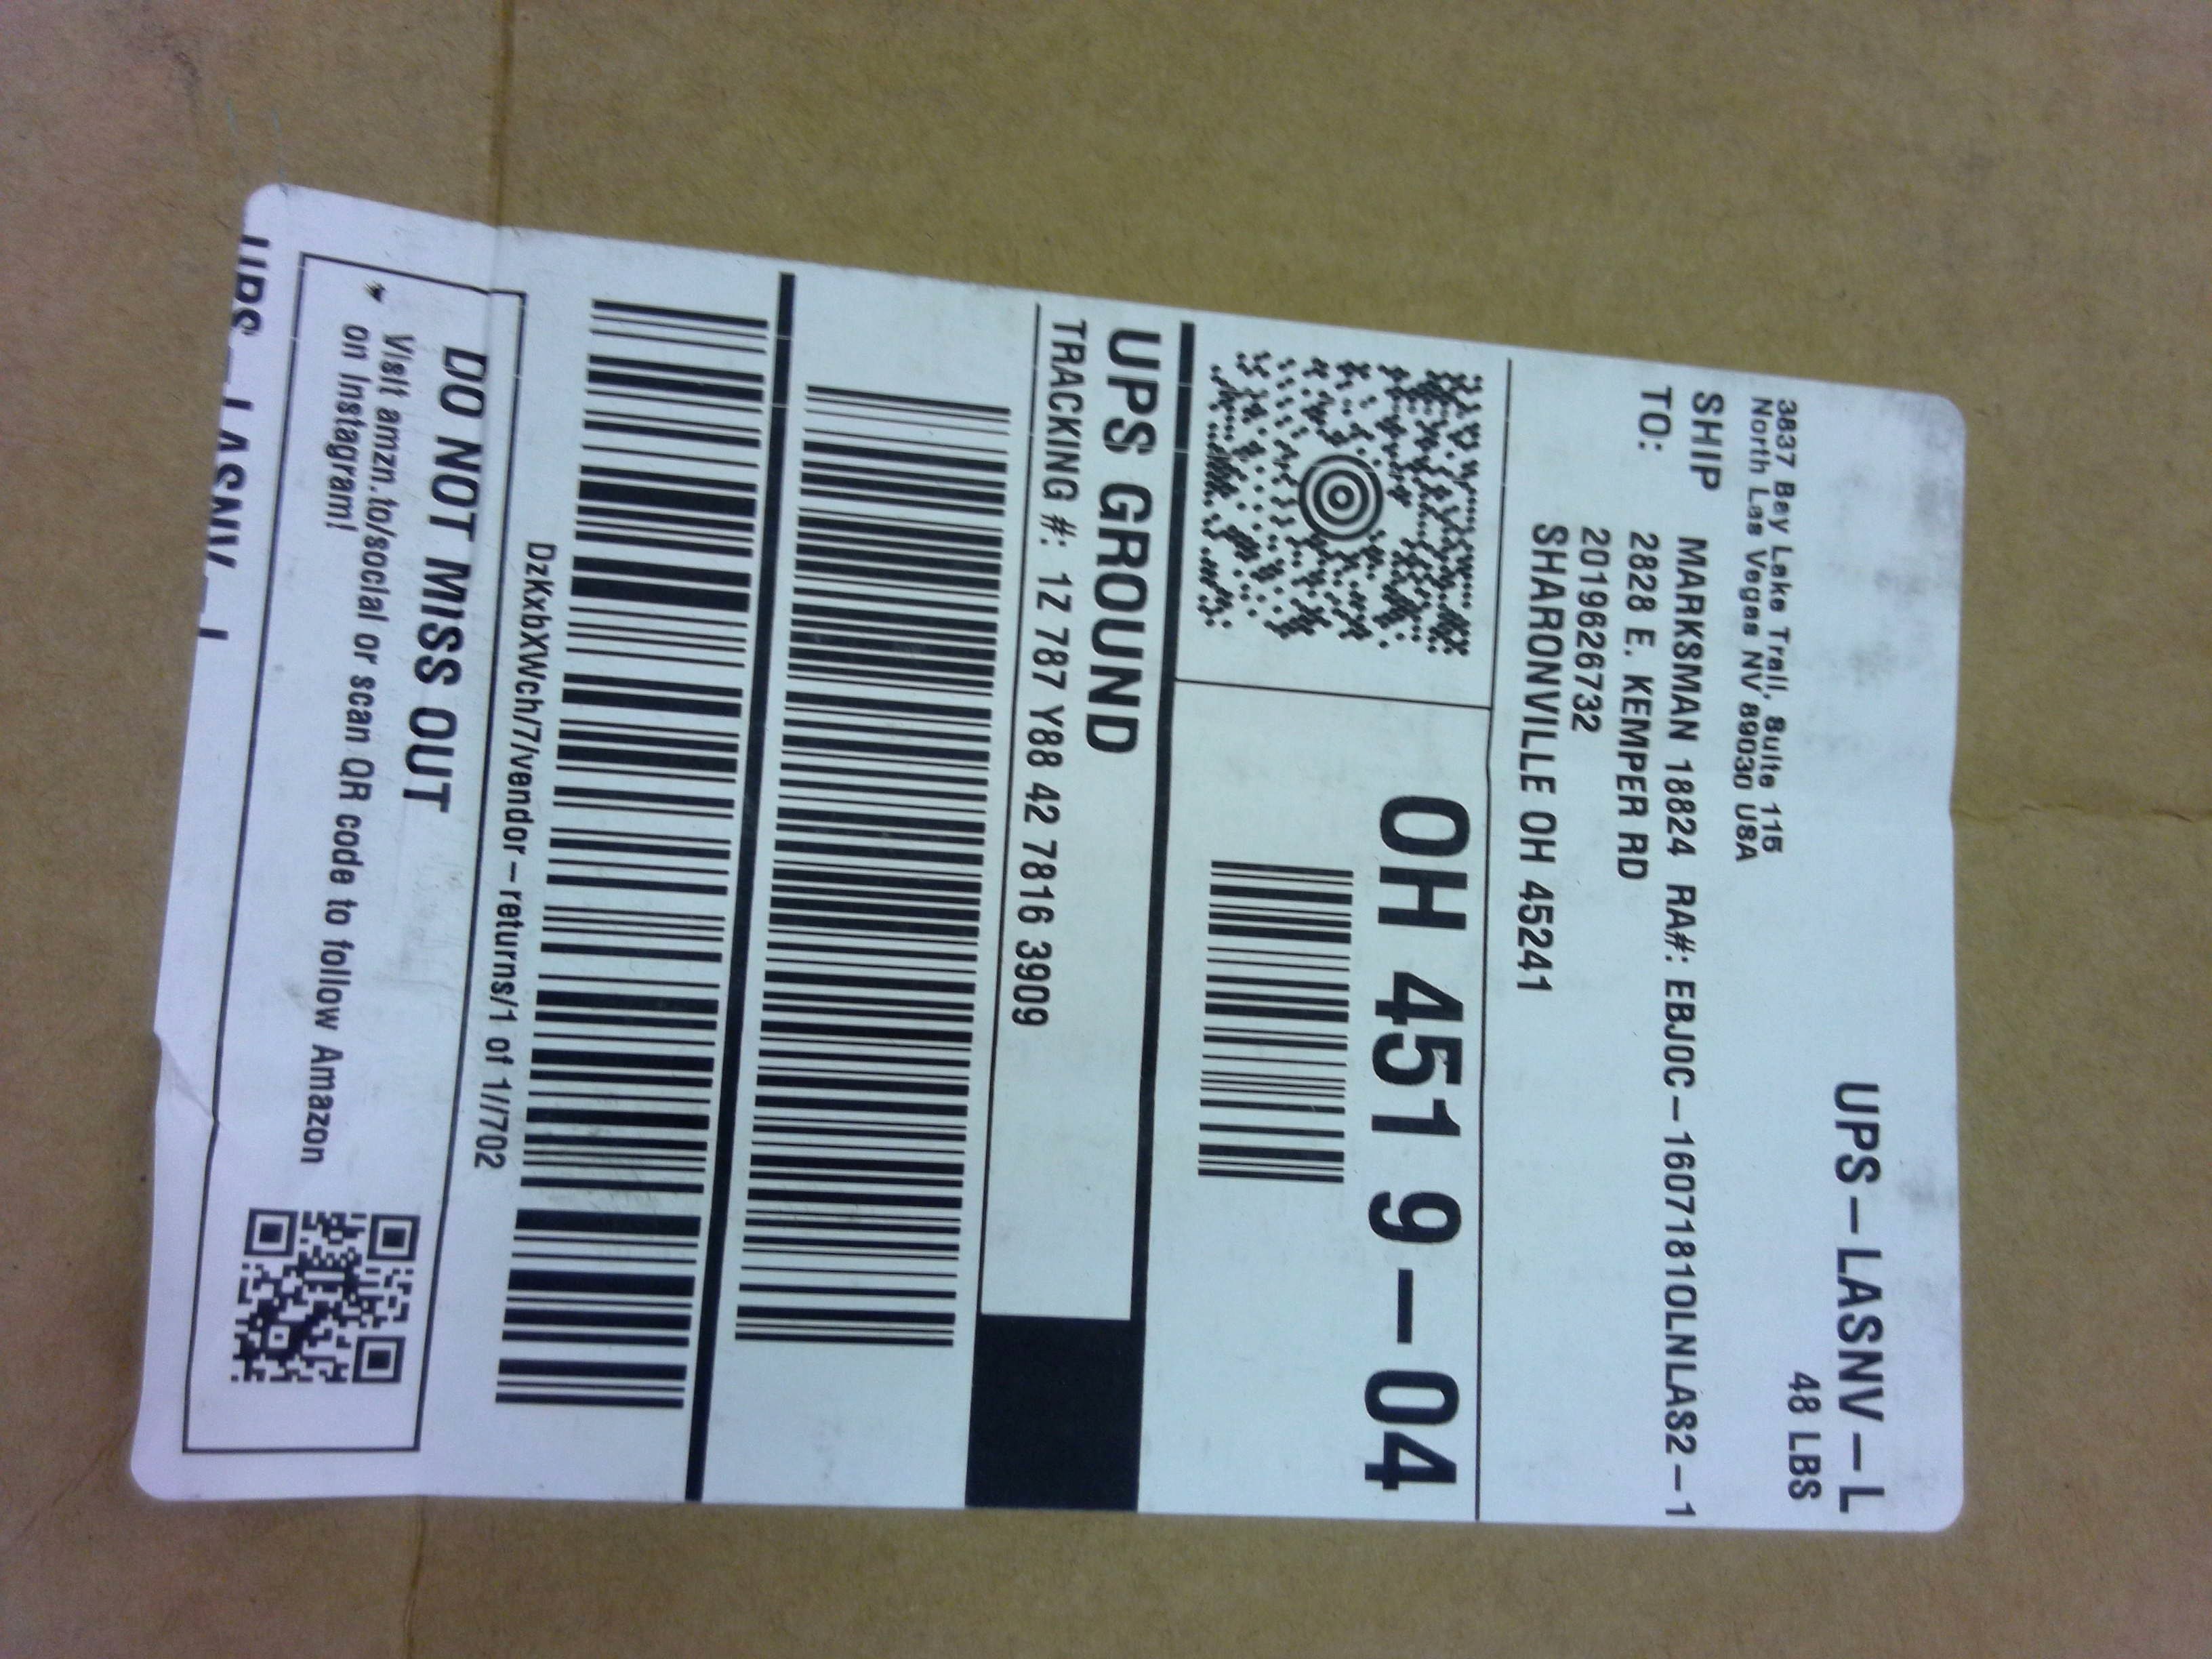 UPS-LASNV-L
48 LBS
3837 Bay Lake Trail, Suite 115
North Las Vegas NV 89030 USA
SHIP
TO:
MARKSMAN 18824 RA#: EBJOC-160718100LNLAS2-1
2828 E. KEMPER RD
2019626732
SHARONVILLE OH 45241
OH 451 9-04
UPS GROUND
TRACKING #: 1Z 787 Y88 42 7816 3909
DzKxbXWch/7/vendor-returns/1 of 1//702
DO NOT MISS OUT
Visit amzn.to/social or scan QR code to follow Amazon
on Instagram!
UPS-LASNV-L